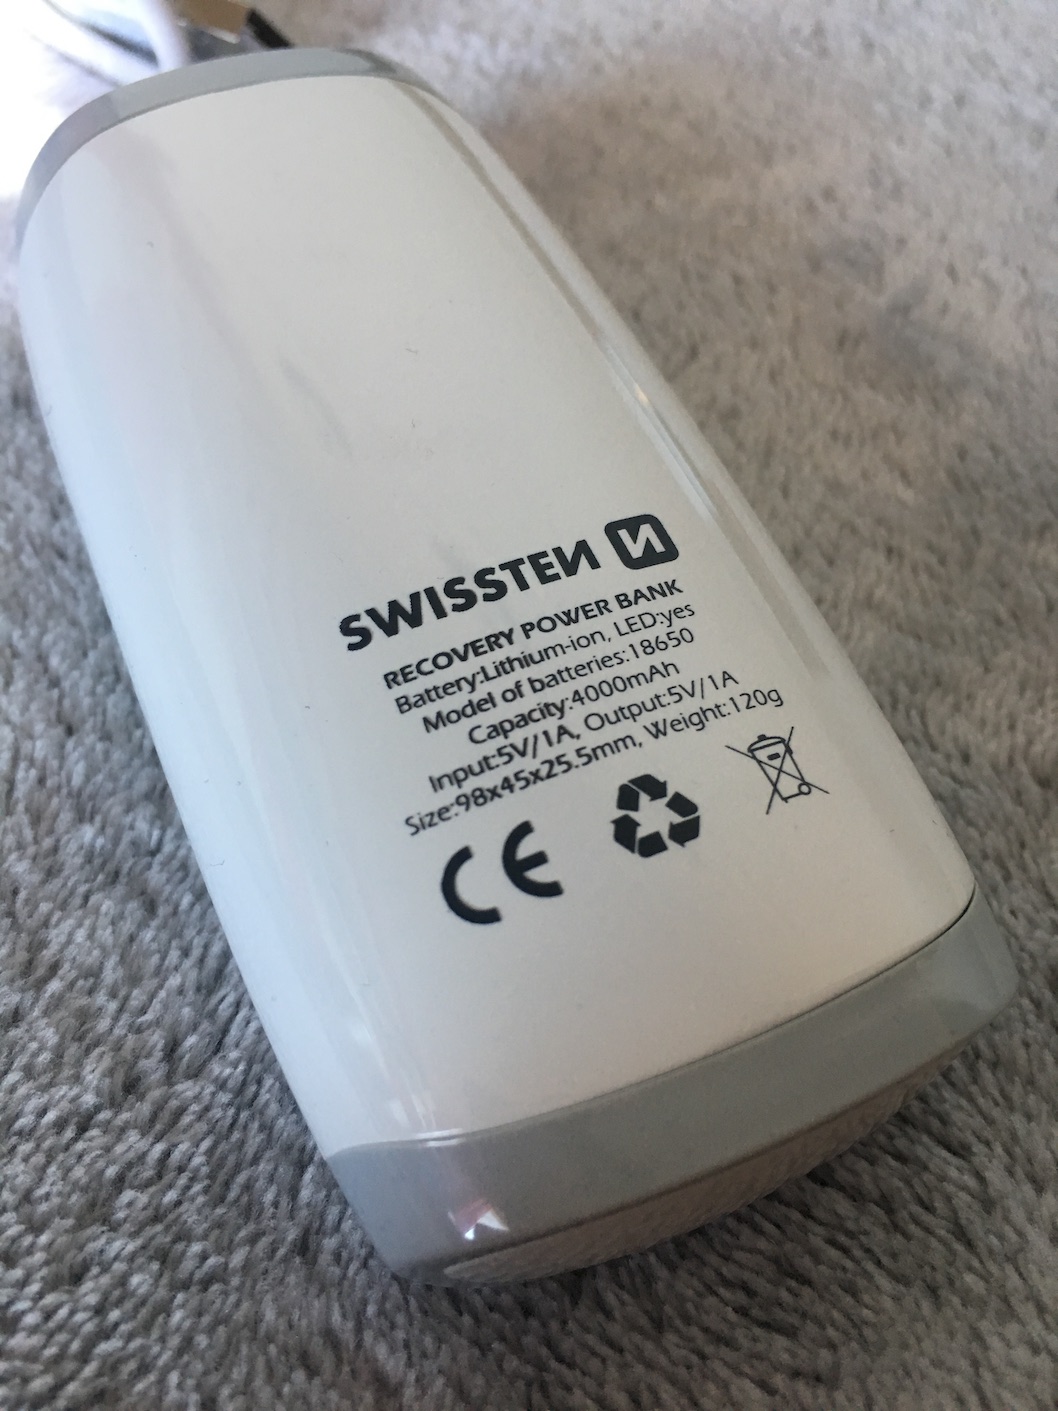 SWISSTEN
RECOVERY POWER BANK
Battery:Lithium-ion, LED:yes
Model of batteries:18650
Capacity:4000mAh
Input:5V/1A, Output:5V/1A
Size:98x45x25.5mm, Weight:120g
CE